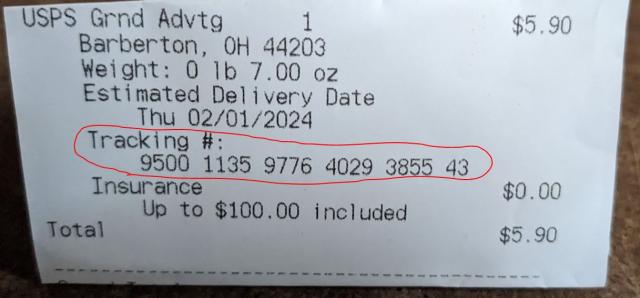 USPS Grnd Advtg 1 $5.90
Barberton, OH 44203
Weight: 0 lb 7.00 oz
Estimated Delivery Date
Thu 02/01/2024
Tracking #:
9500 1135 9776 4029 3855 43
Insurance $0.00
Up to $100.00 included
Total $5.90